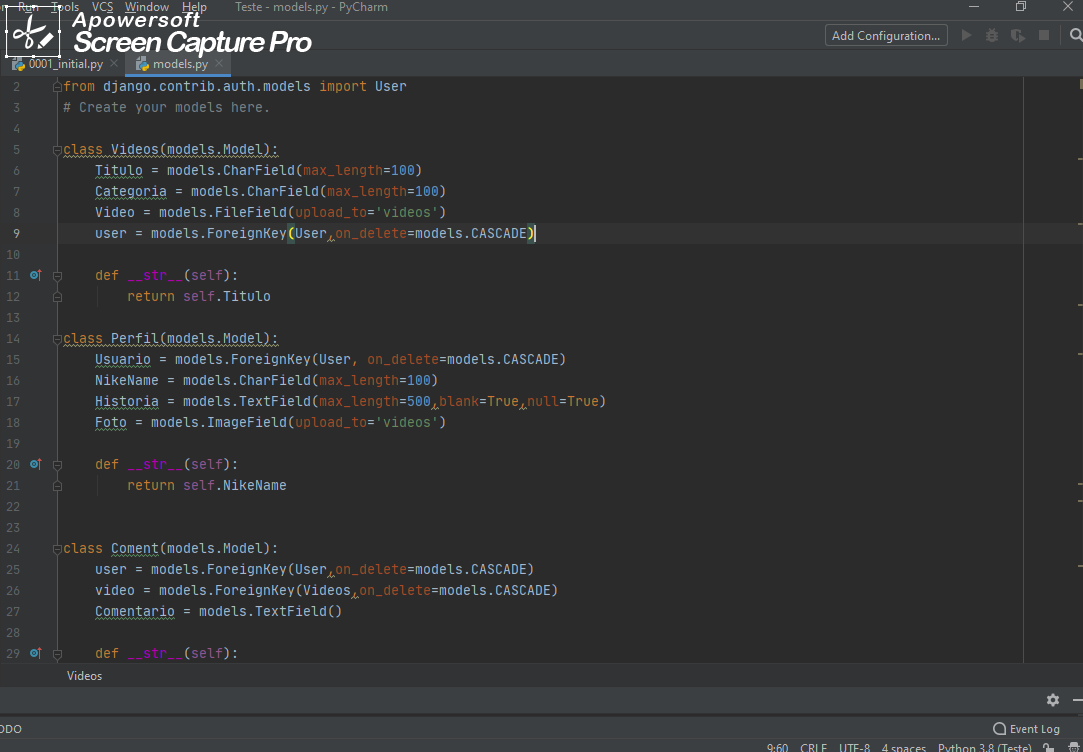 Run Tools VCS Window Help Teste - models.py - PyCharm
Apowersoft
Screen Capture Pro
Add Configuration...
0001_initial.py models.py
2 from django.contrib.auth.models import User
3 # Create your models here.
4
5 class Videos(models.Model):
6 Titulo = models.CharField(max_length=100)
7 Categoria = models.CharField(max_length=100)
8 Video = models.FileField(upload_to='videos')
9 user = models.ForeignKey(User,on_delete=models.CASCADE)
10
11 def __str__(self):
12 return self.Titulo
13
14 class Perfil(models.Model):
15 Usuario = models.ForeignKey(User, on_delete=models.CASCADE)
16 NikeName = models.CharField(max_length=100)
17 Historia = models.TextField(max_length=500,blank=True,null=True)
18 Foto = models.ImageField(upload_to='videos')
19
20 def __str__(self):
21 return self.NikeName
22
23
24 class Coment(models.Model):
25 user = models.ForeignKey(User,on_delete=models.CASCADE)
26 video = models.ForeignKey(Videos,on_delete=models.CASCADE)
27 Comentario = models.TextField()
28
29 def __str__(self):
Videos
ODO Event Log
9:60 CRLF UTF-8 4 spaces Python 3.8 (Teste)